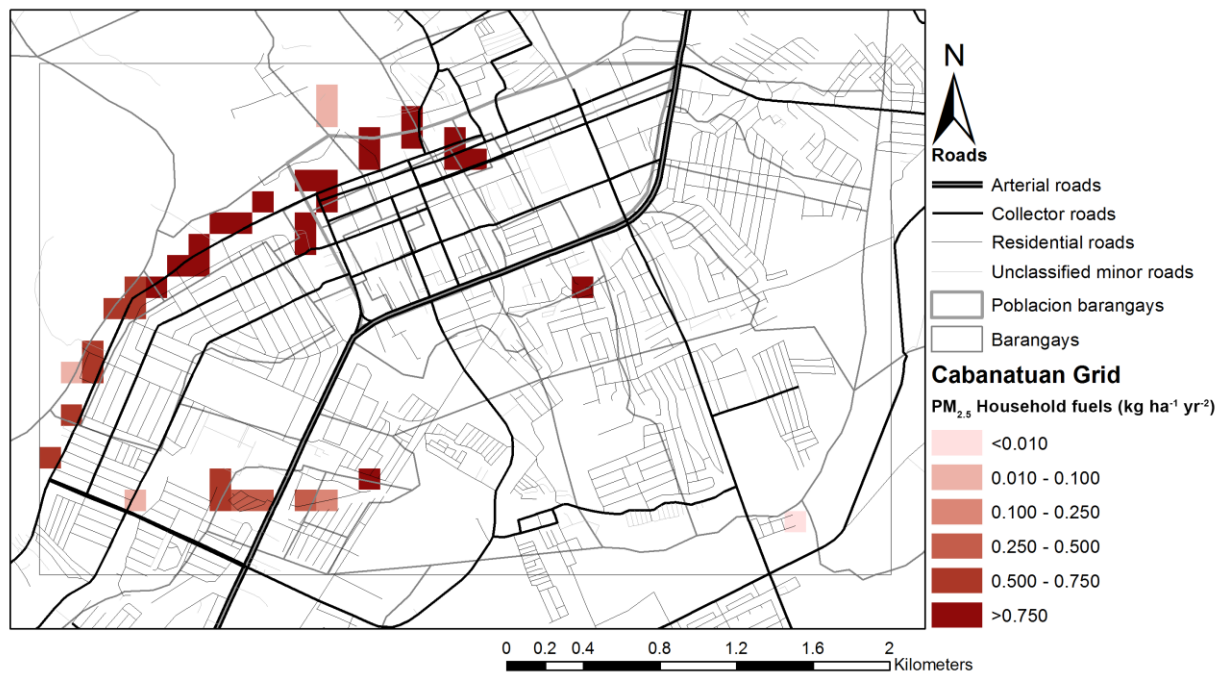 N
Roads
Arterial roads
Collector roads
Residential roads
Unclassified minor roads
Poblacion barangays
Barangays
Cabanatuan Grid
PM2.5 Household fuels (kg ha-1 yr-2)
<0.010
0.010 - 0.100
0.100 - 0.250
0.250 - 0.500
0.500 - 0.750
>0.750
0 0.2 0.4 0.8 1.2 1.6 2
Kilometers